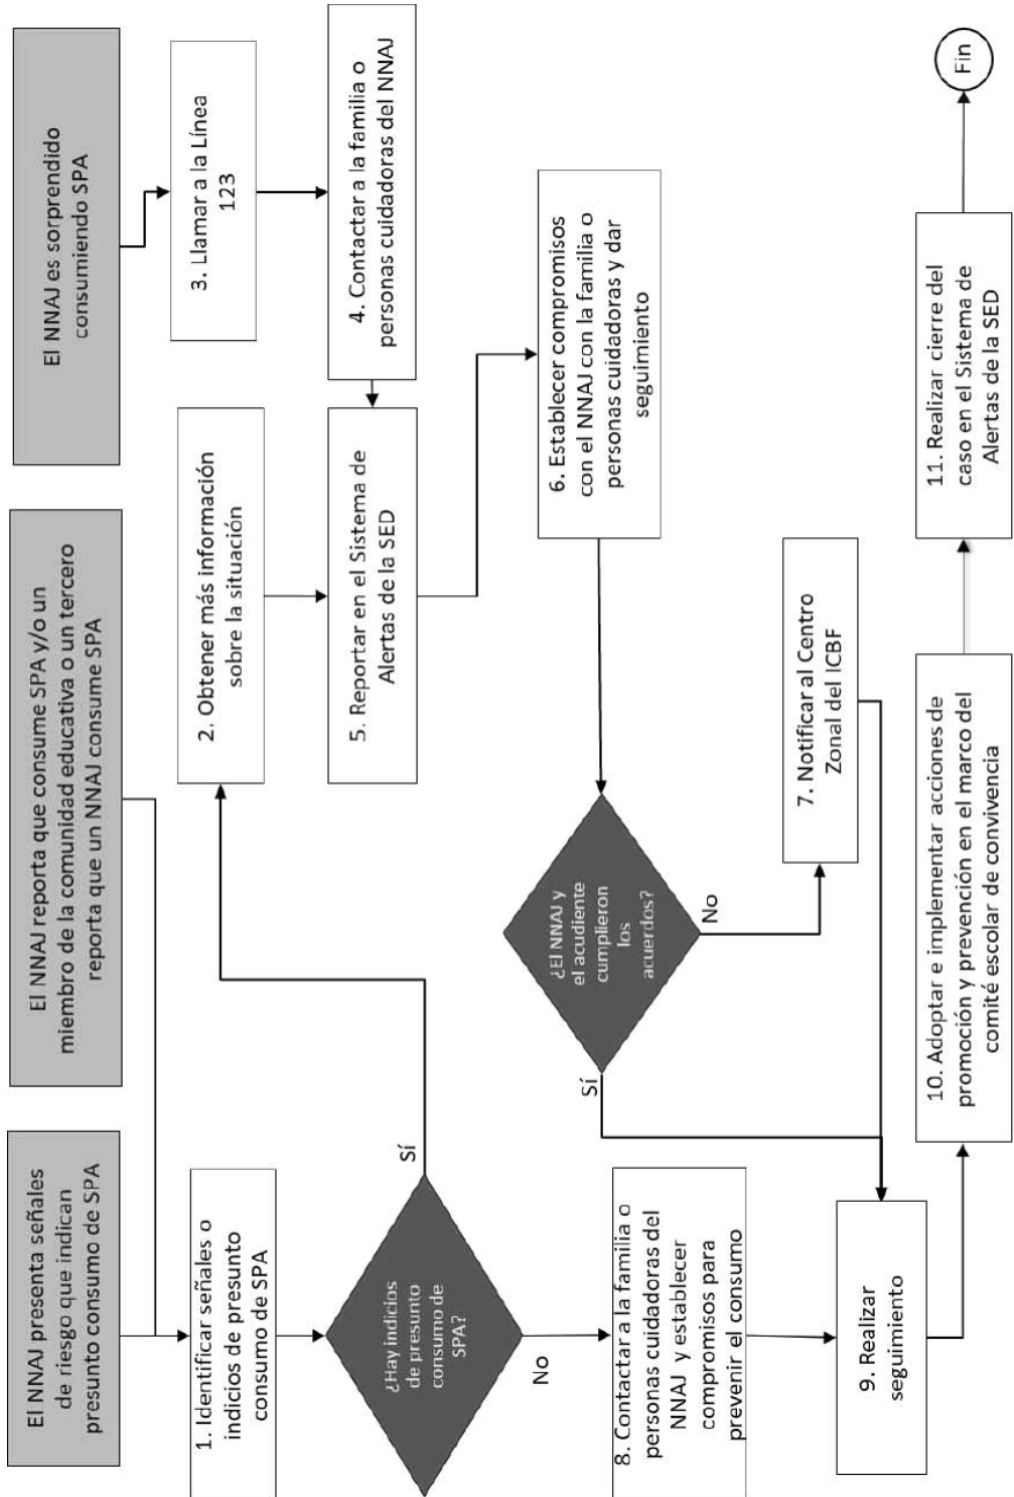 El NNAJ presenta señales
de riesgo que indican
presunto consumo de SPA
El NNAJ reporta que consume SPA y/o un
miembro de la comunidad educativa o un tercero
reporta que un NNAJ consume SPA
El NNAJ es sorprendido
consumiendo SPA
1. Identificar señales o
indicios de presunto
consumo de SPA
2. Obtener más información
sobre la situación
3. Llamar a la Línea
123
¿Hay indicios
de presunto
consumo de
SPA?
Sí
No
5. Reportar en el Sistema de
Alertas de la SED
4. Contactar a la familia o
personas cuidadoras del NNAJ
8. Contactar a la familia o
personas cuidadoras del
NNAJ y establecer
compromisos para
prevenir el consumo
¿El NNAJ y
el acudiente
cumplieron
los
acuerdos?
Sí
No
6. Establecer compromisos
con el NNAJ con la familia o
personas cuidadoras y dar
seguimiento
7. Notificar al Centro
Zonal del ICBF
9. Realizar
seguimiento
10. Adoptar e implementar acciones de
promoción y prevención en el marco del
comité escolar de convivencia
11. Realizar cierre del
caso en el Sistema de
Alertas de la SED
Fin